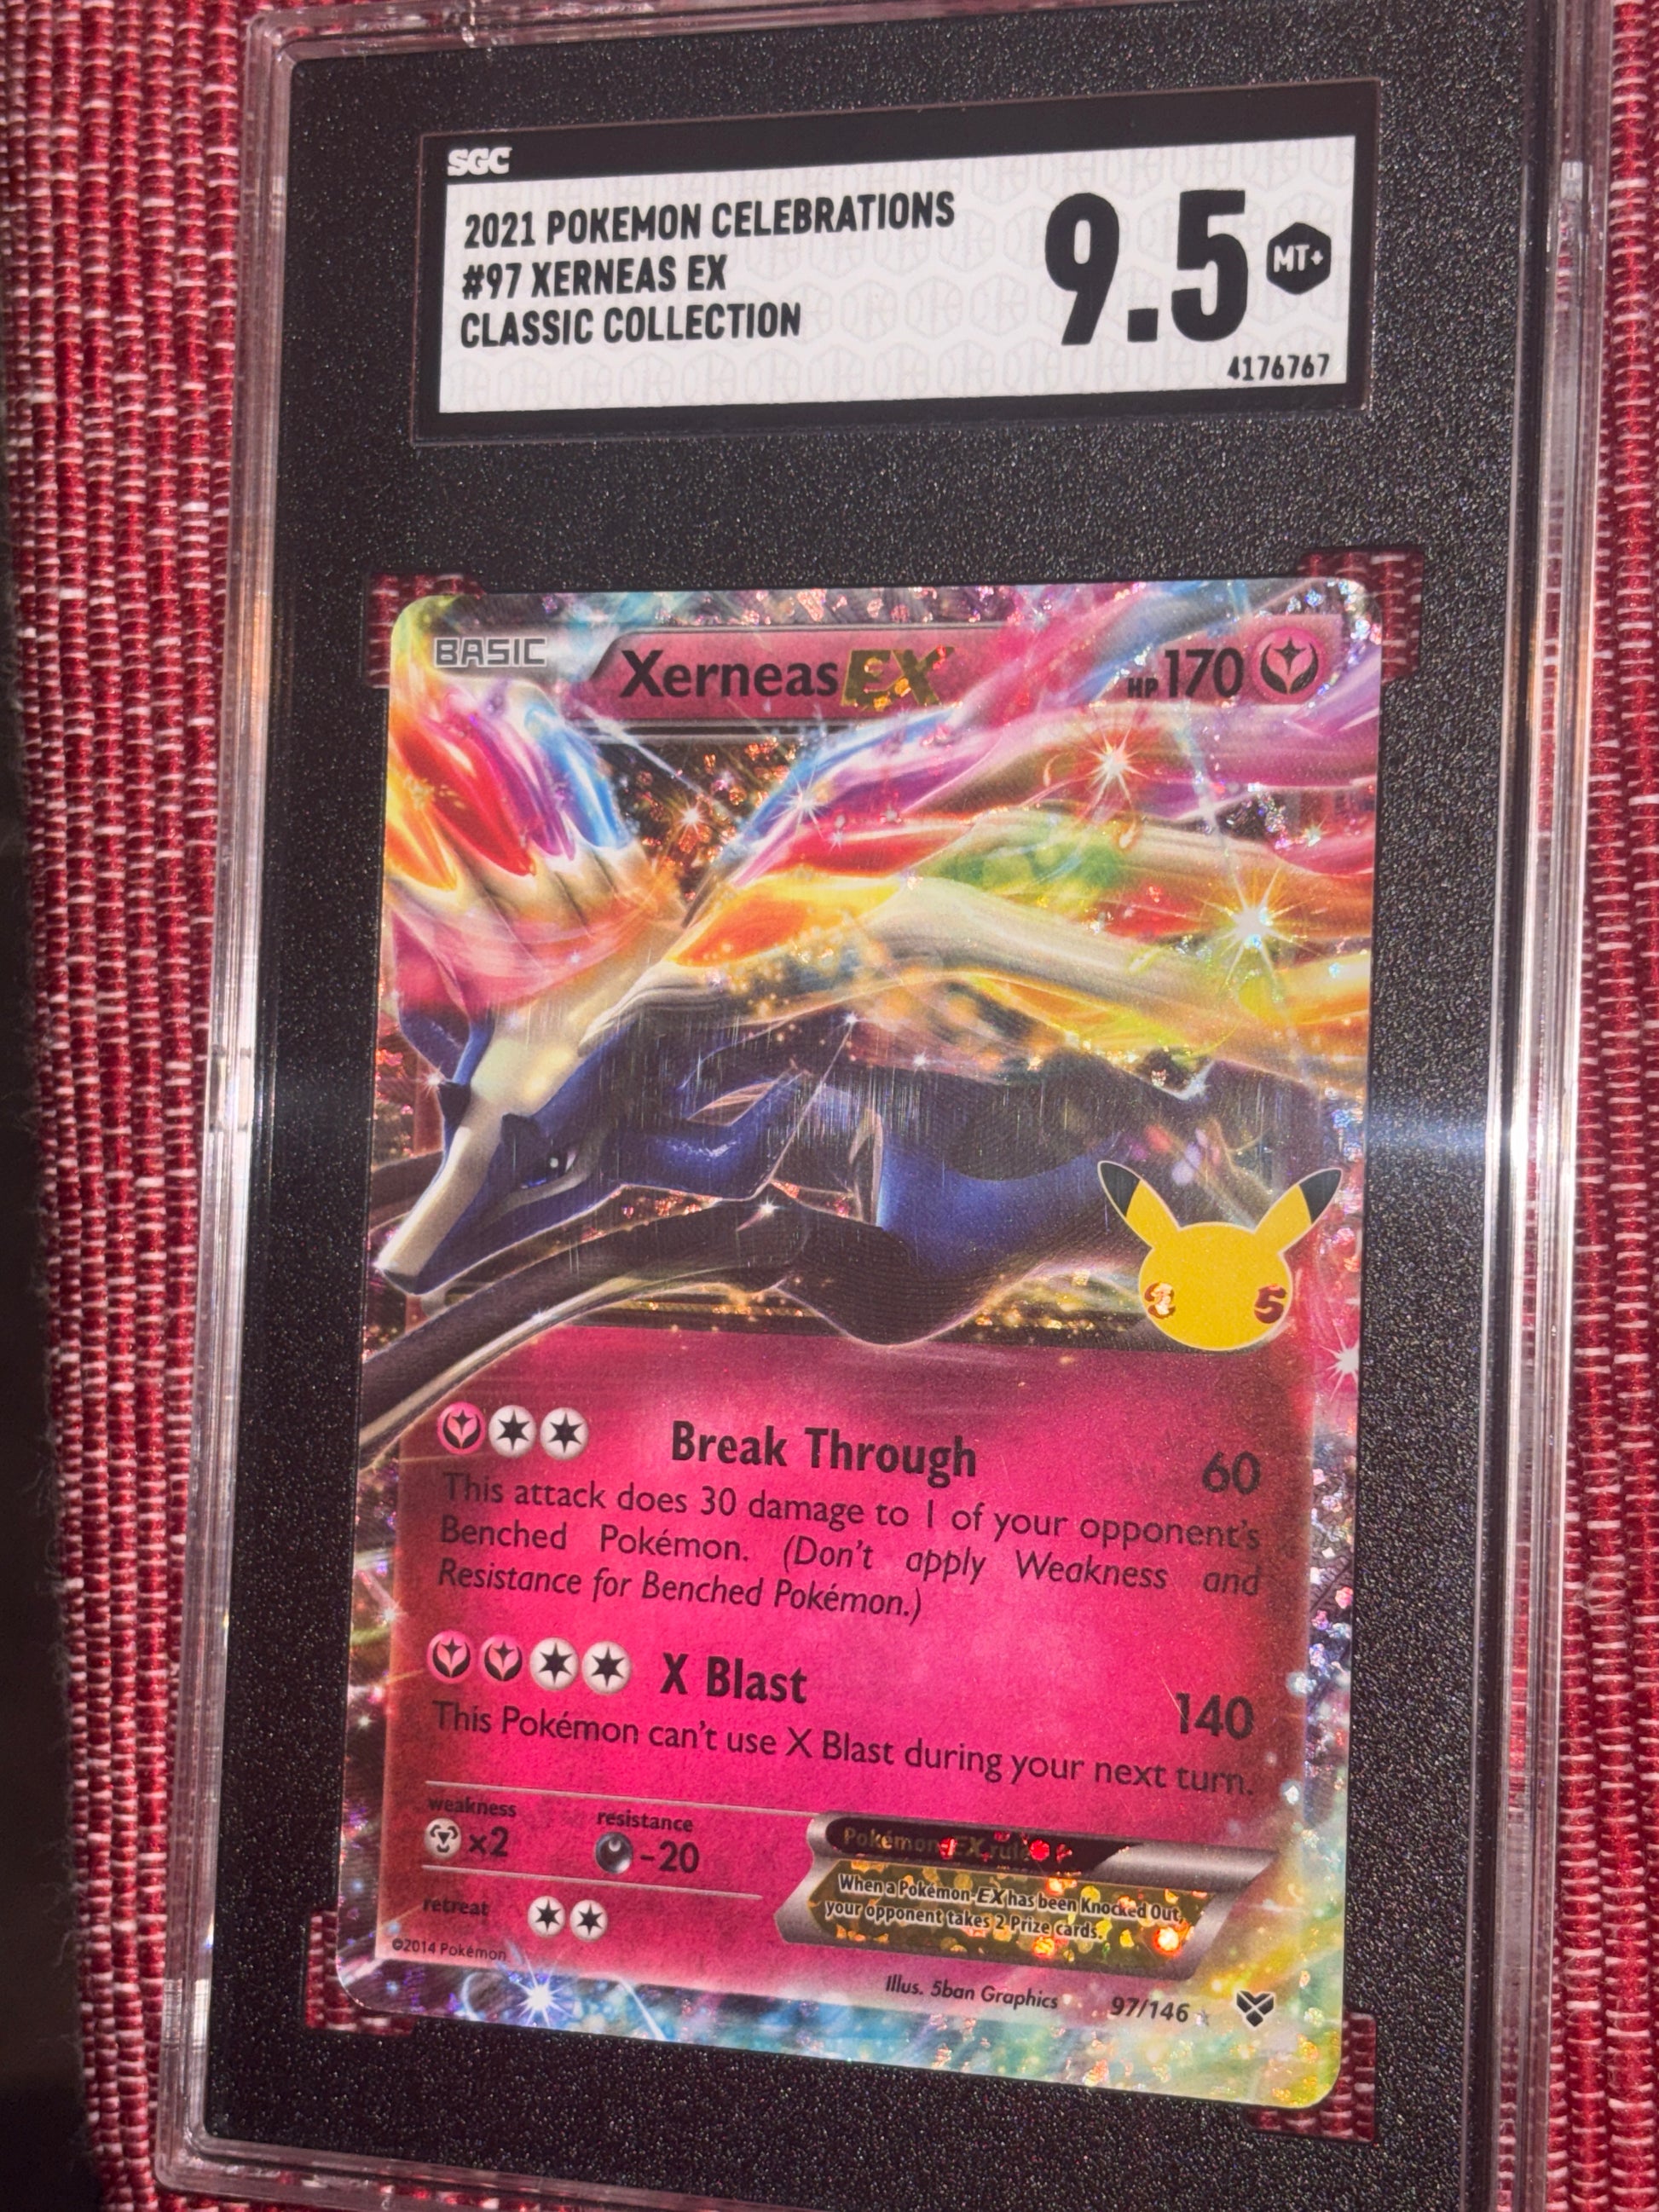 SGC
2021 POKEMON CELEBRATIONS
#97 XERNEAS EX
CLASSIC COLLECTION
9.5 MT+
4176767
BASIC
Xerneas EX HP 170
25
Break Through 60
This attack does 30 damage to 1 of your opponent's
Benched Pokémon. (Don't apply Weakness and
Resistance for Benched Pokémon.)
X Blast 140
This Pokémon can't use X Blast during your next turn.
weakness resistance
×2 -20
retreat
Pokémon-EX rule
When a Pokémon-EX has been Knocked Out,
your opponent takes 2 Prize cards.
©2014 Pokémon
Illus. 5ban Graphics 97/146